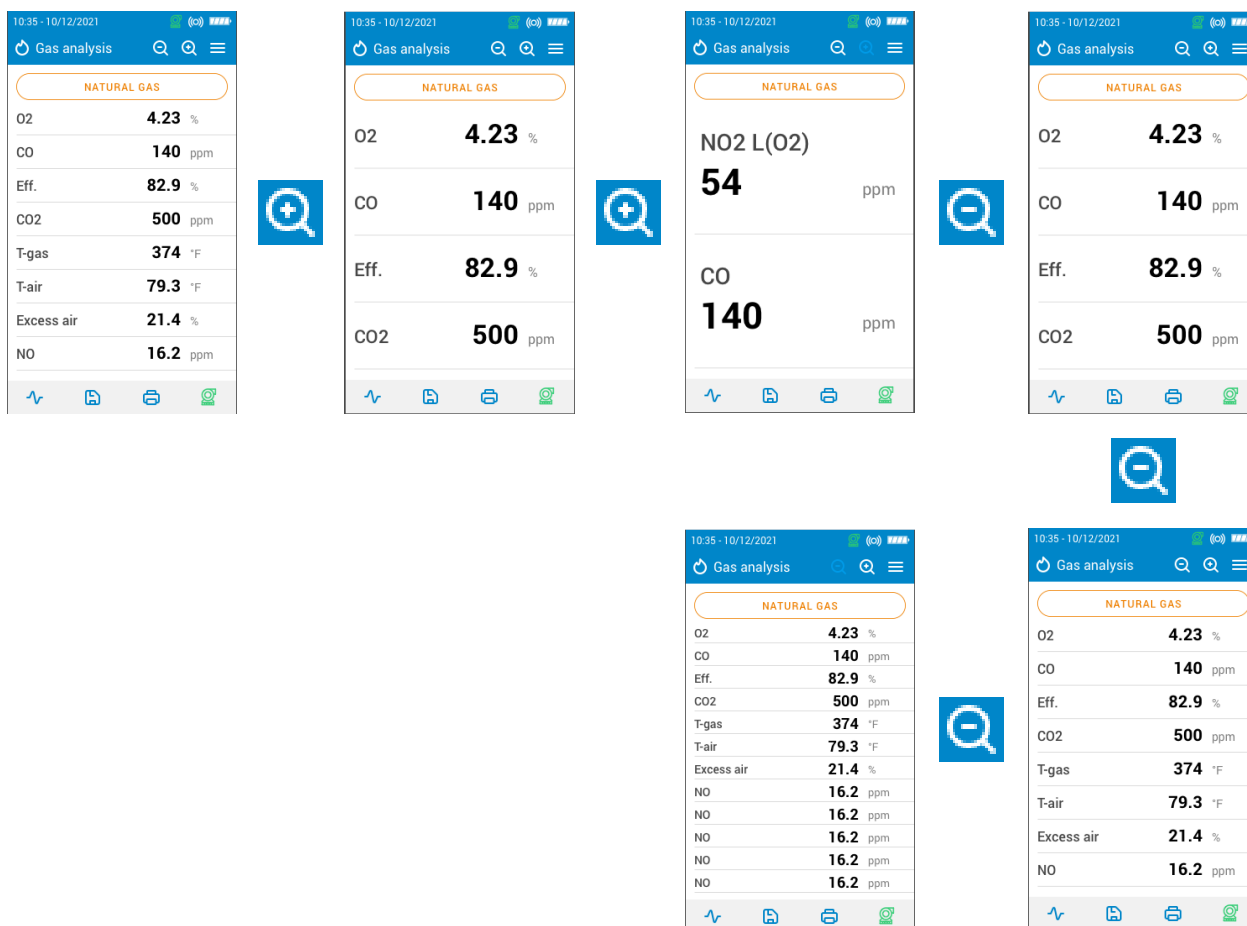 10:35 - 10/12/2021
Gas analysis
NATURAL GAS
O2 4.23 %
CO 140 ppm
Eff. 82.9 %
CO2 500 ppm
T-gas 374 °F
T-air 79.3 °F
Excess air 21.4 %
NO 16.2 ppm
10:35 - 10/12/2021
Gas analysis
NATURAL GAS
O2 4.23 %
CO 140 ppm
Eff. 82.9 %
CO2 500 ppm
10:35 - 10/12/2021
Gas analysis
NATURAL GAS
NO2 L(O2)
54 ppm
CO
140 ppm
10:35 - 10/12/2021
Gas analysis
NATURAL GAS
O2 4.23 %
CO 140 ppm
Eff. 82.9 %
CO2 500 ppm
10:35 - 10/12/2021
Gas analysis
NATURAL GAS
O2 4.23 %
CO 140 ppm
Eff. 82.9 %
CO2 500 ppm
T-gas 374 °F
T-air 79.3 °F
Excess air 21.4 %
NO 16.2 ppm
NO 16.2 ppm
NO 16.2 ppm
NO 16.2 ppm
NO 16.2 ppm
10:35 - 10/12/2021
Gas analysis
NATURAL GAS
O2 4.23 %
CO 140 ppm
Eff. 82.9 %
CO2 500 ppm
T-gas 374 °F
T-air 79.3 °F
Excess air 21.4 %
NO 16.2 ppm